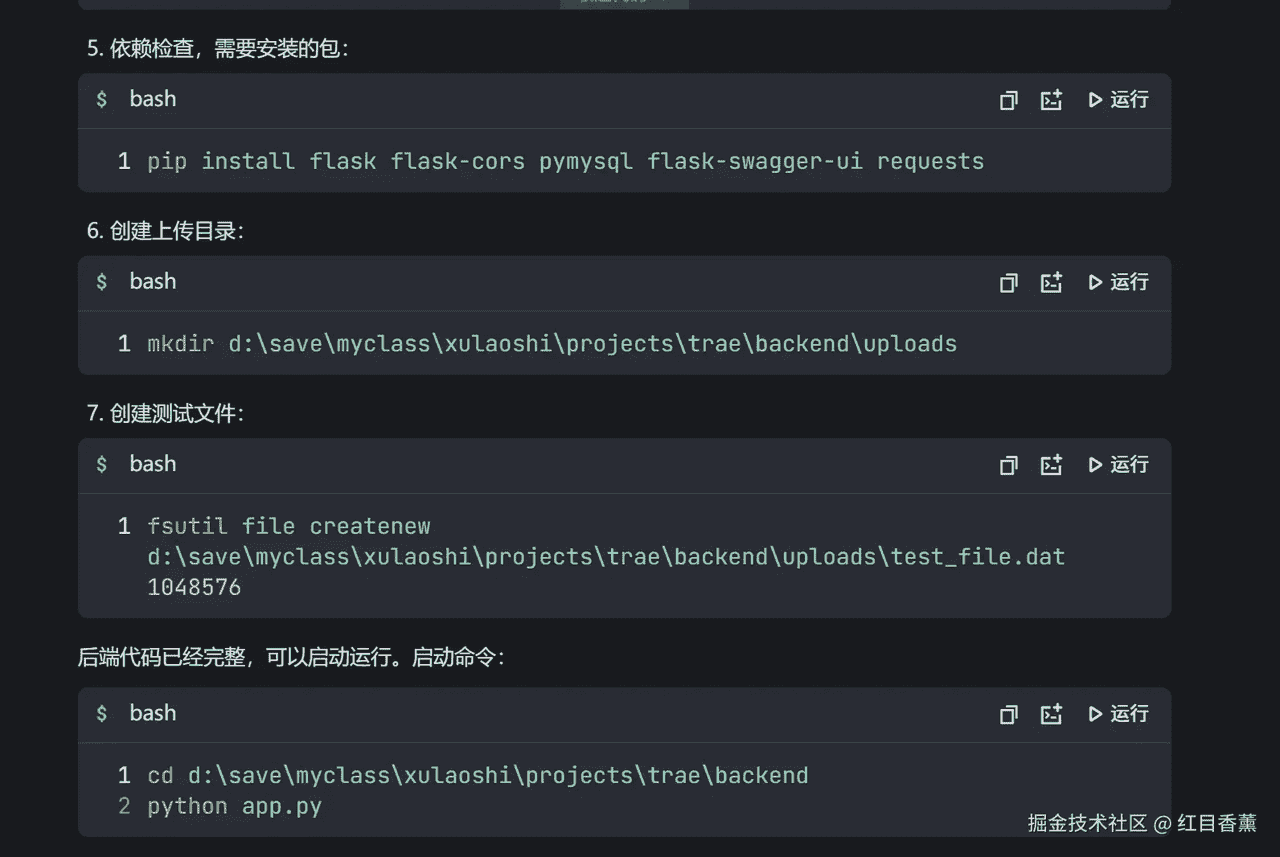 5. 依赖检查，需要安装的包：
$ bash 运行
1 pip install flask flask-cors pymysql flask-swagger-ui requests
6. 创建上传目录：
$ bash 运行
1 mkdir d:\save\myclass\xulaoshi\projects\trae\backend\uploads
7. 创建测试文件：
$ bash 运行
1 fsutil file createnew
d:\save\myclass\xulaoshi\projects\trae\backend\uploads\test_file.dat
1048576
后端代码已经完整，可以启动运行。启动命令：
$ bash 运行
1 cd d:\save\myclass\xulaoshi\projects\trae\backend
2 python app.py
掘金技术社区 @ 红目香薰